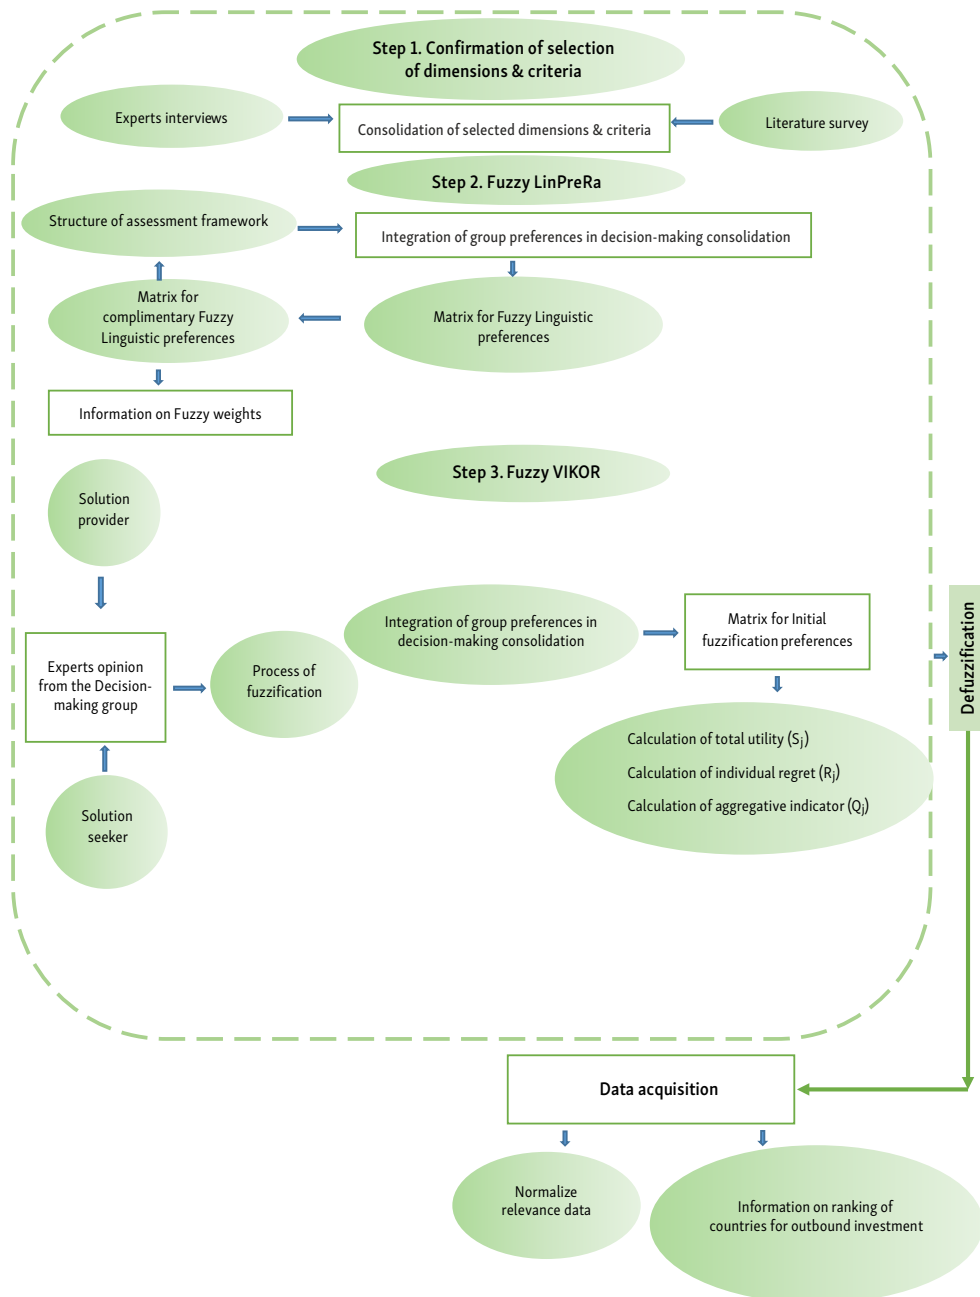 Step 1. Confirmation of selection
of dimensions & criteria
Experts interviews
Consolidation of selected dimensions & criteria
Literature survey
Step 2. Fuzzy LinPreRa
Structure of assessment framework
Integration of group preferences in decision-making consolidation
Matrix for
complimentary Fuzzy
Linguistic preferences
Matrix for Fuzzy Linguistic
preferences
Information on Fuzzy weights
Step 3. Fuzzy VIKOR
Solution
provider
Integration of group preferences in
decision-making consolidation
Matrix for Initial
fuzzification preferences
Defuzzification
Experts opinion
from the Decision-
making group
Process of
fuzzification
Calculation of total utility (Sj)
Calculation of individual regret (Rj)
Calculation of aggregative indicator (Qj)
Solution
seeker
Data acquisition
Normalize
relevance data
Information on ranking of
countries for outbound investment